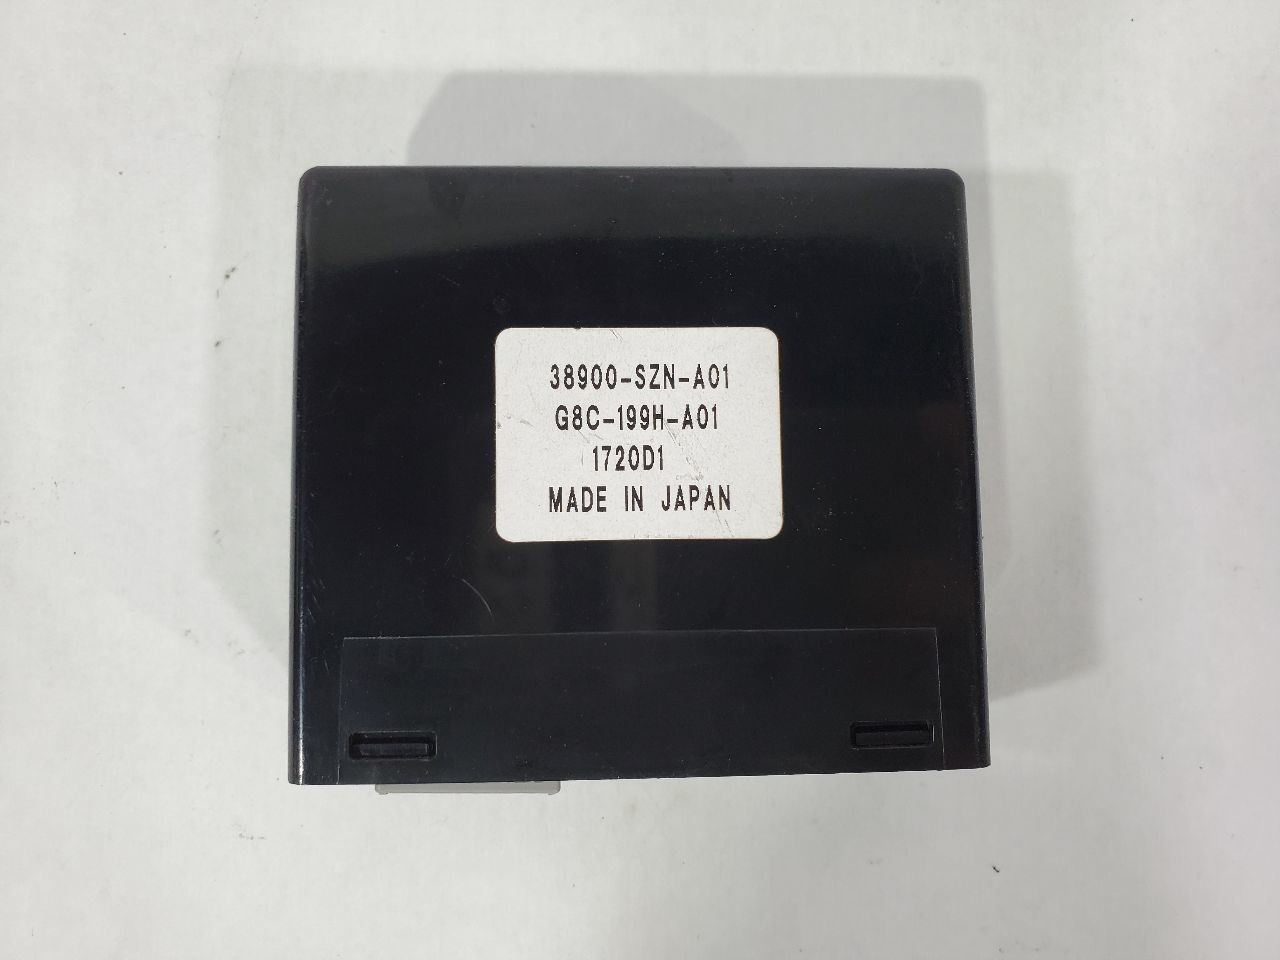 38900-SZN-A01
G8C-199H-A01
1720D1
MADE IN JAPAN